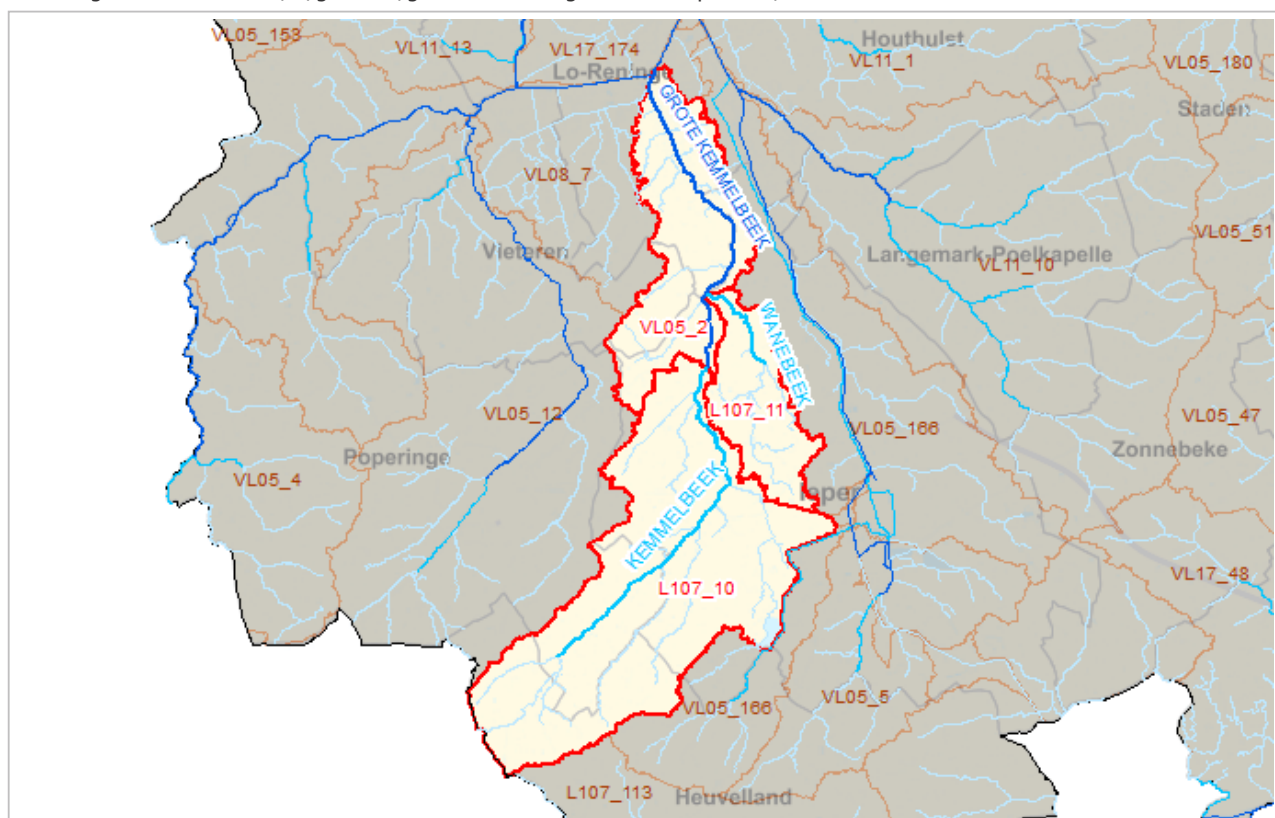 VL05_153
VL11_13
VL17_174
Houthulst
VL11_1
VL05_180
Lo-Reninge
Staden
GROTE KEMMELBEEK
VL08_7
VL05_51
Vleteren
Langemark-Poelkapelle
VL11_10
VL05_2
WANEBEEK
L107_11
VL05_12
VL05_166
VL05_47
Zonnebeke
Poperinge
VL05_4
Ieper
KEMMELBEEK
VL17_48
L107_10
VL05_166
VL05_5
L107_113
Heuvelland